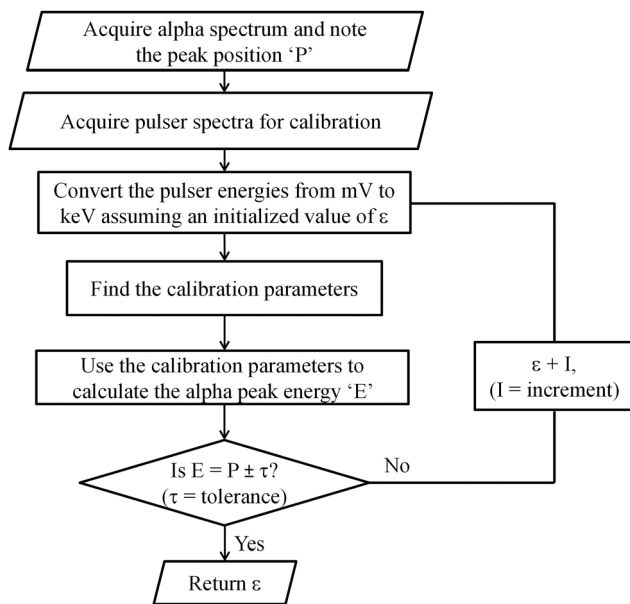 Acquire alpha spectrum and note
the peak position ‘P’
Acquire pulser spectra for calibration
Convert the pulser energies from mV to
keV assuming an initialized value of ε
Find the calibration parameters
Use the calibration parameters to
calculate the alpha peak energy ‘E’
ε + I,
(I = increment)
Is E = P ± τ?
(τ = tolerance)
No
Yes
Return ε